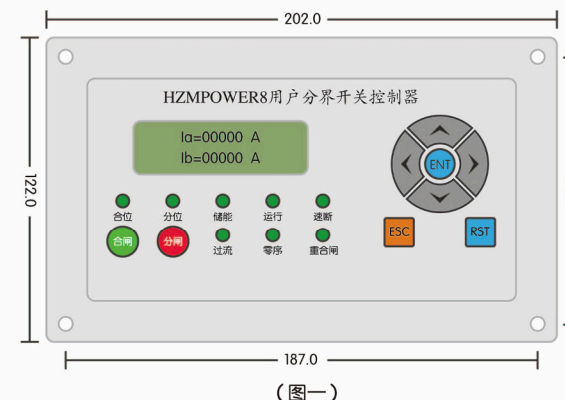 202.0
HZMPOWER8用户分界开关控制器
Ia=00000 A
Ib=00000 A
ENT
122.0
合位 分位 储能 运行 速断
合闸 分闸 过流 零序 重合闸
ESC RST
187.0
(图一)